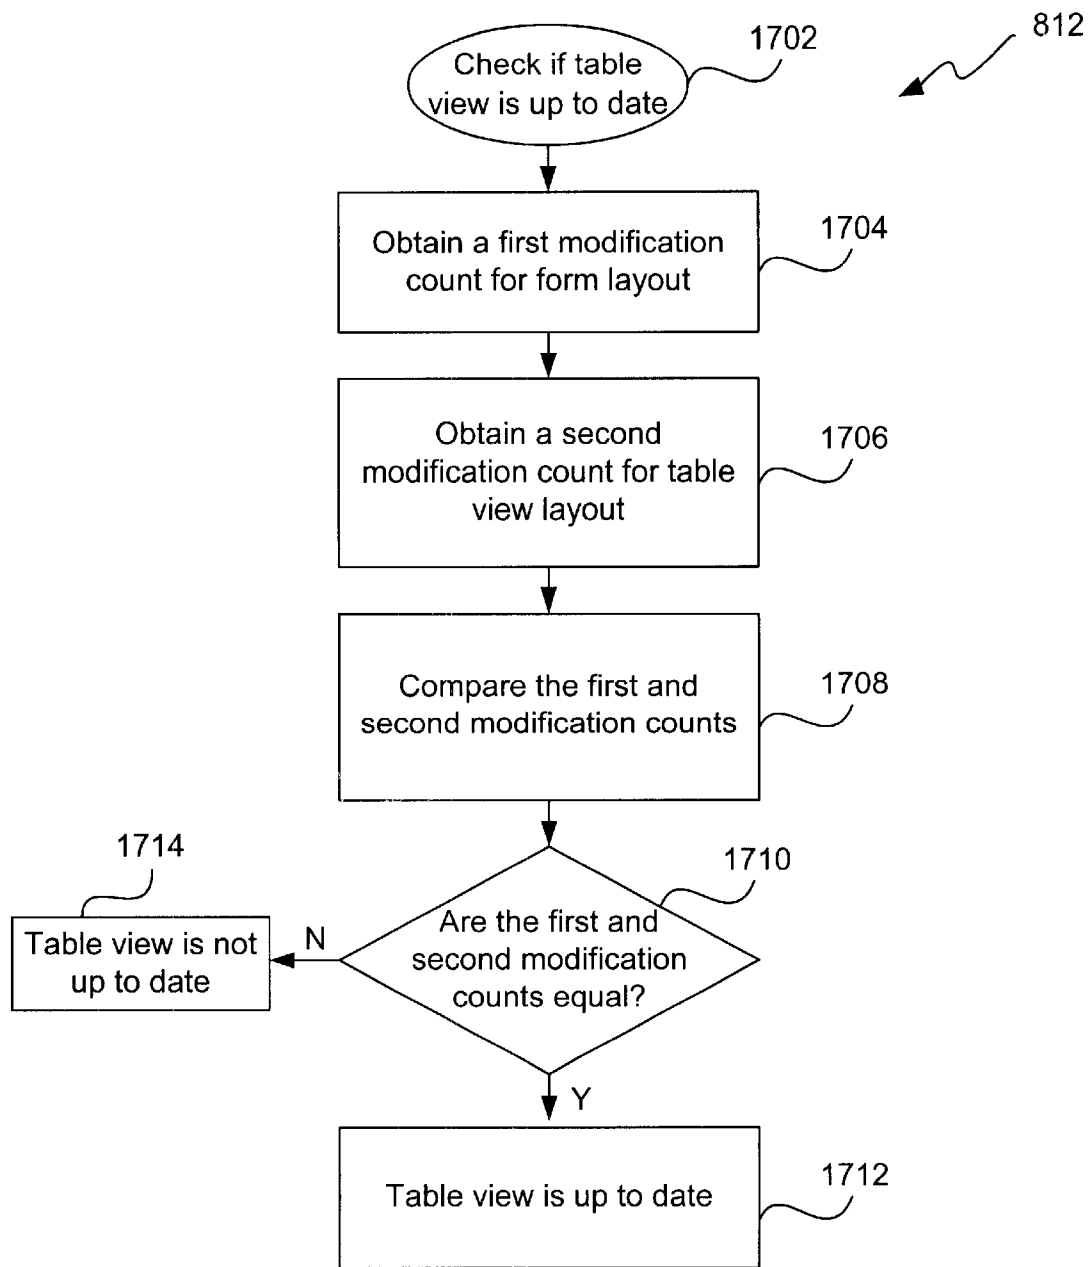 812
1702
Check if table
view is up to date
1704
Obtain a first modification
count for form layout
1706
Obtain a second
modification count for table
view layout
1708
Compare the first and
second modification counts
1714
1710
Table view is not
up to date
N
Are the first and
second modification
counts equal?
Y
1712
Table view is up to date